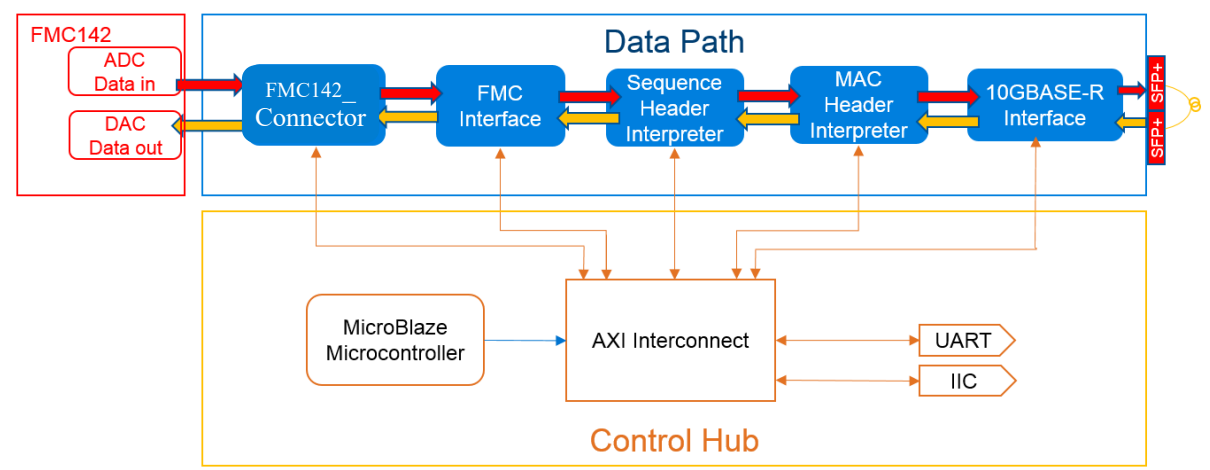 FMC142
ADC
Data in
DAC
Data out
Data Path
FMC142_
Connector
FMC
Interface
Sequence
Header
Interpreter
MAC
Header
Interpreter
10GBASE-R
Interface
SFP+
SFP+
MicroBlaze
Microcontroller
AXI Interconnect
UART
IIC
Control Hub